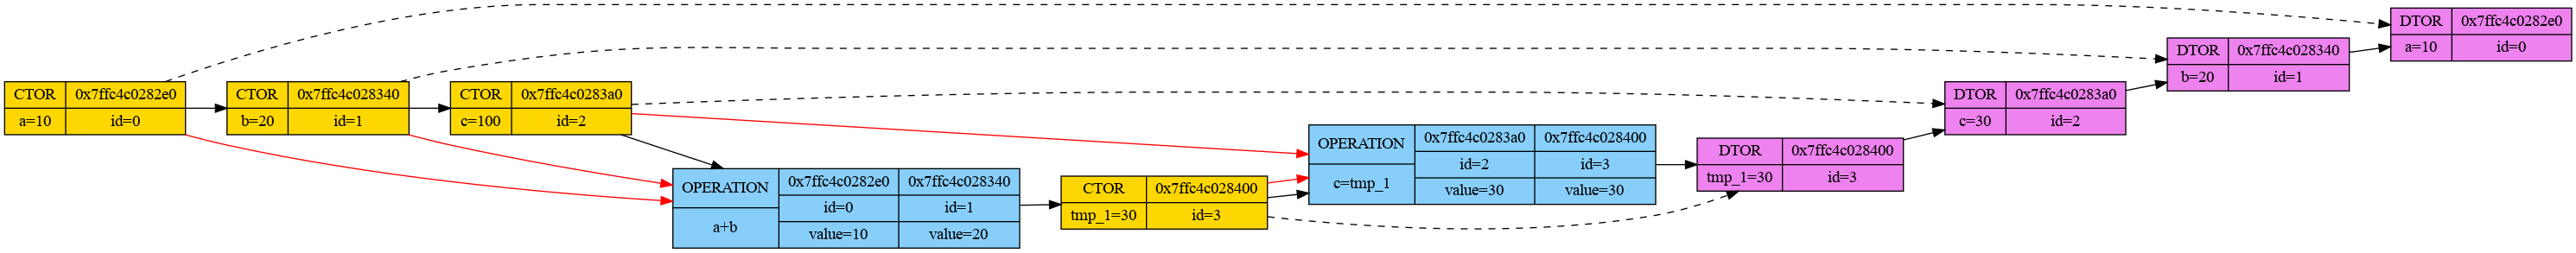 CTOR 0x7ffc4c0282e0
a=10 id=0
CTOR 0x7ffc4c028340
b=20 id=1
CTOR 0x7ffc4c0283a0
c=100 id=2
OPERATION 0x7ffc4c0282e0 0x7ffc4c028340
id=0 id=1
a+b
value=10 value=20
CTOR 0x7ffc4c028400
tmp_1=30 id=3
OPERATION 0x7ffc4c0283a0 0x7ffc4c028400
id=2 id=3
c=tmp_1
value=30 value=30
DTOR 0x7ffc4c028400
tmp_1=30 id=3
DTOR 0x7ffc4c0283a0
c=30 id=2
DTOR 0x7ffc4c028340
b=20 id=1
DTOR 0x7ffc4c0282e0
a=10 id=0